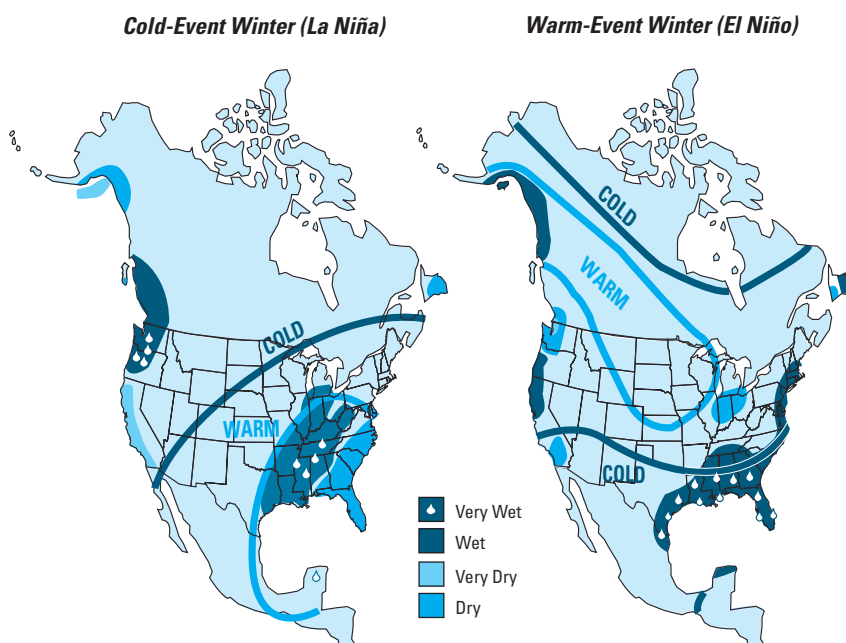 Cold-Event Winter (La Niña)
Warm-Event Winter (El Niño)
COLD
WARM
COLD
WARM
COLD
Very Wet
Wet
Very Dry
Dry